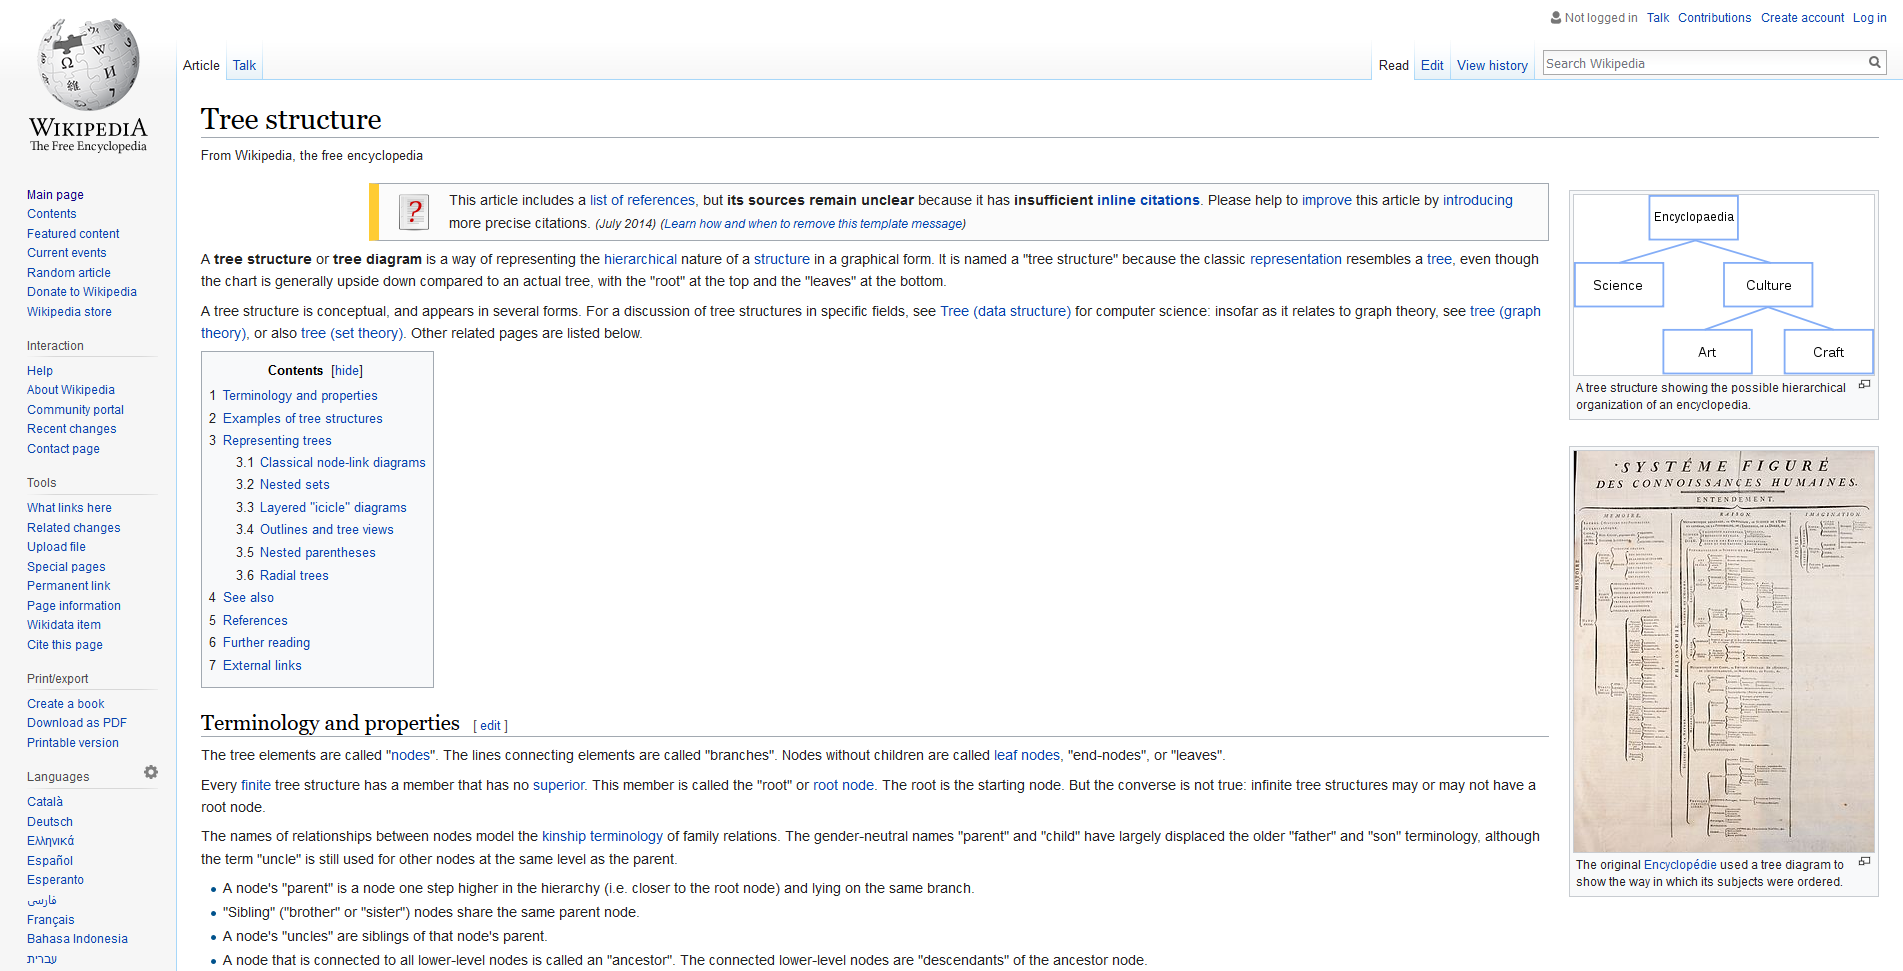 Not logged in Talk Contributions Create account Log in
Article Talk
Read Edit View history Search Wikipedia
WIKIPEDIA
The Free Encyclopedia
Main page
Contents
Featured content
Current events
Random article
Donate to Wikipedia
Wikipedia store
Interaction
Help
About Wikipedia
Community portal
Recent changes
Contact page
Tools
What links here
Related changes
Upload file
Special pages
Permanent link
Page information
Wikidata item
Cite this page
Print/export
Create a book
Download as PDF
Printable version
Languages
Català
Deutsch
Ελληνικά
Español
Esperanto
فارسی
Français
Bahasa Indonesia
עברית
Tree structure
From Wikipedia, the free encyclopedia
This article includes a list of references, but its sources remain unclear because it has insufficient inline citations. Please help to improve this article by introducing
more precise citations. (July 2014) (Learn how and when to remove this template message)
A tree structure or tree diagram is a way of representing the hierarchical nature of a structure in a graphical form. It is named a "tree structure" because the classic representation resembles a tree, even though
the chart is generally upside down compared to an actual tree, with the "root" at the top and the "leaves" at the bottom.
A tree structure is conceptual, and appears in several forms. For a discussion of tree structures in specific fields, see Tree (data structure) for computer science: insofar as it relates to graph theory, see tree (graph
theory), or also tree (set theory). Other related pages are listed below.
Contents [hide]
1 Terminology and properties
2 Examples of tree structures
3 Representing trees
3.1 Classical node-link diagrams
3.2 Nested sets
3.3 Layered "icicle" diagrams
3.4 Outlines and tree views
3.5 Nested parentheses
3.6 Radial trees
4 See also
5 References
6 Further reading
7 External links
Terminology and properties [ edit ]
The tree elements are called "nodes". The lines connecting elements are called "branches". Nodes without children are called leaf nodes, "end-nodes", or "leaves".
Every finite tree structure has a member that has no superior. This member is called the "root" or root node. The root is the starting node. But the converse is not true: infinite tree structures may or may not have a
root node.
The names of relationships between nodes model the kinship terminology of family relations. The gender-neutral names "parent" and "child" have largely displaced the older "father" and "son" terminology, although
the term "uncle" is still used for other nodes at the same level as the parent.
• A node's "parent" is a node one step higher in the hierarchy (i.e. closer to the root node) and lying on the same branch.
• "Sibling" ("brother" or "sister") nodes share the same parent node.
• A node's "uncles" are siblings of that node's parent.
• A node that is connected to all lower-level nodes is called an "ancestor". The connected lower-level nodes are "descendants" of the ancestor node.
Encyclopaedia
Science Culture
Art Craft
A tree structure showing the possible hierarchical
organization of an encyclopedia.
SYSTÉME FIGURÉ
DES CONNOISSANCES HUMAINES.
ENTENDEMENT.
MEMOIRE. RAISON. IMAGINATION.
HISTOIRE
PHILOSOPHIE
The original Encyclopédie used a tree diagram to
show the way in which its subjects were ordered.